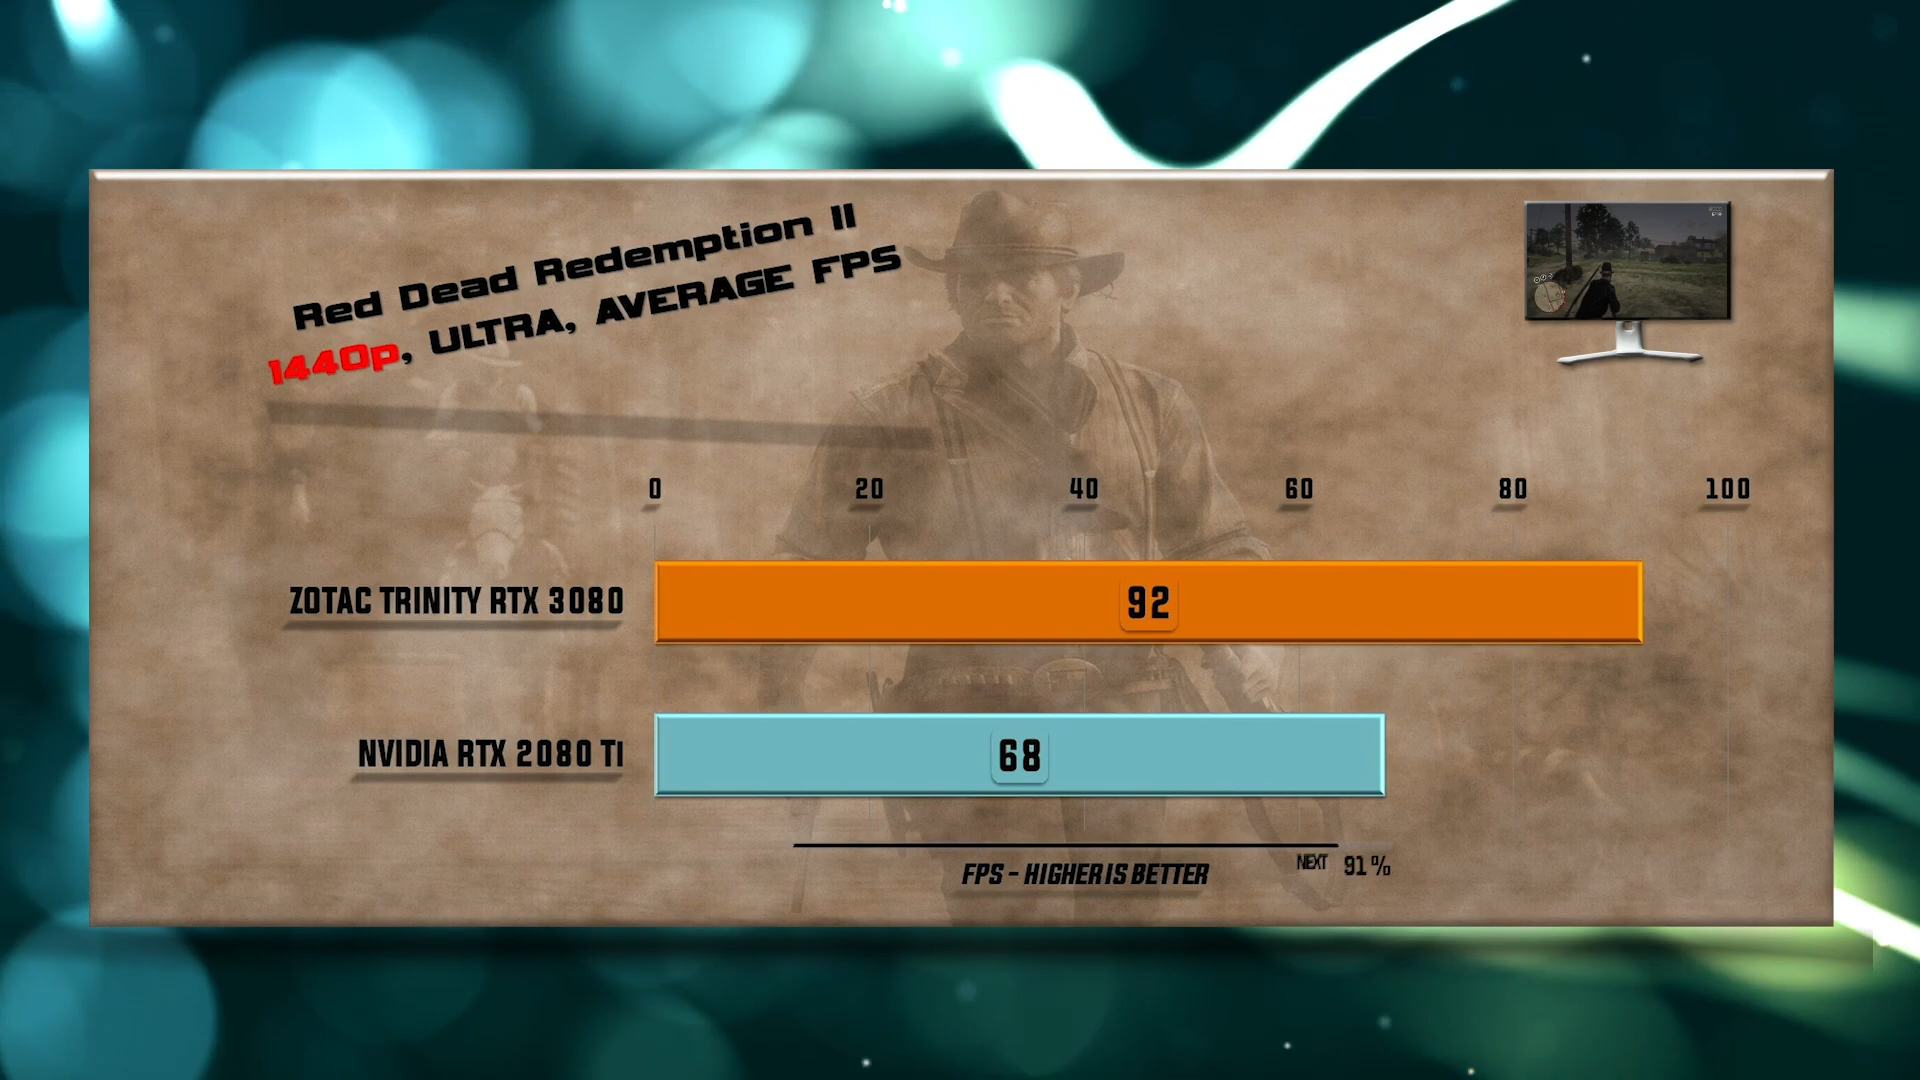 Red Dead Redemption II
1440p, ULTRA, AVERAGE FPS
0 20 40 60 80 100
ZOTAC TRINITY RTX 3080
92
NVIDIA RTX 2080 TI
68
FPS - HIGHER IS BETTER
NEXT 91%